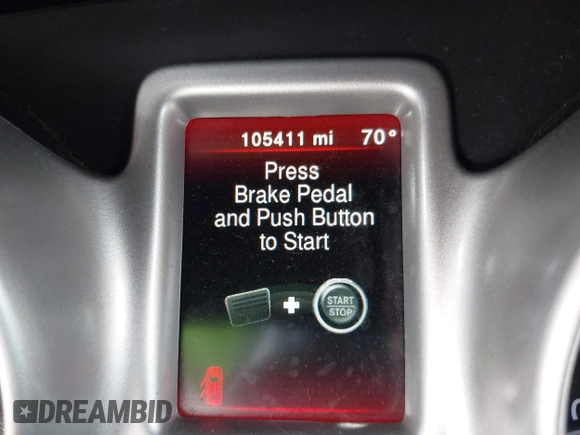 105411 mi 70°
Press
Brake Pedal
and Push Button
to Start
START
STOP
DREAMBID